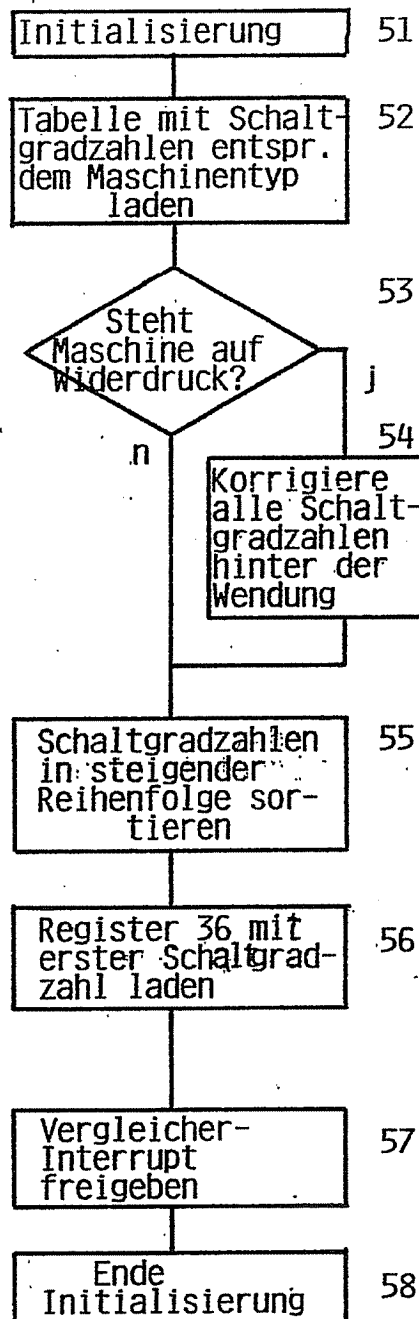 Initialisierung 51
Tabelle mit Schalt- 52
gradzahlen entspr.
dem Maschinentyp
laden
53
Steht
Maschine auf
Widerdruck?
j
n
54
Korrigiere
alle Schalt-
gradzahlen
hinter der
Wendung
Schaltgradzahlen 55
in steigender
Reihenfolge sor-
tieren
Register 36 mit 56
erster Schaltgrad-
zahl laden
Vergleicher- 57
Interrupt
freigeben
Ende 58
Initialisierung